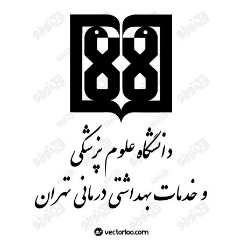 دانشگاه علوم پزشکی
و خدمات بهداشتی درمانی تهران
vectorloo.com